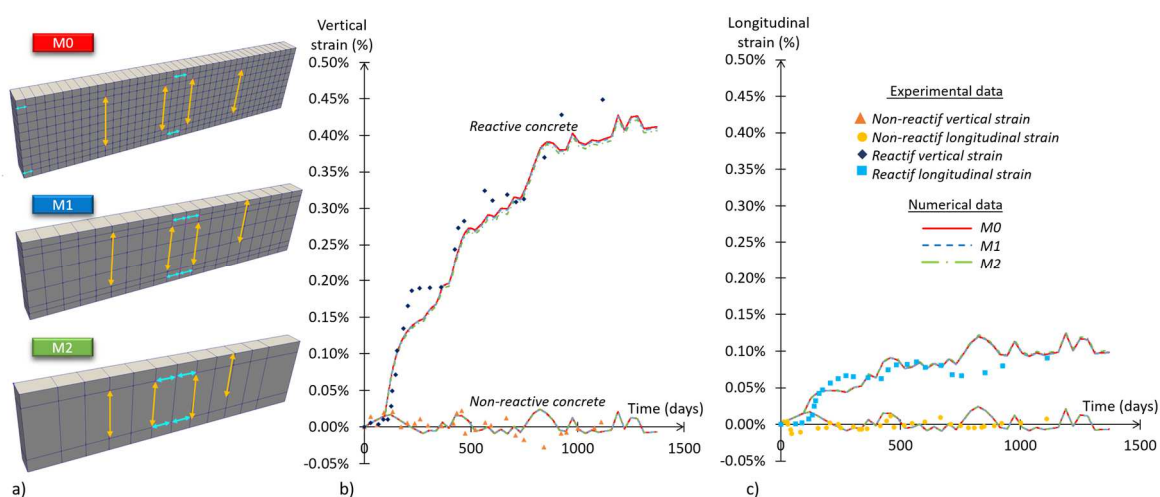 M0
M1
M2
a)
Vertical
strain (%)
0.50%
0.45%
0.40%
0.35%
0.30%
0.25%
0.20%
0.15%
0.10%
0.05%
0.00%
-0.05%
Reactive concrete
Non-reactive concrete
Time (days)
0
500
1000
1500
b)
Longitudinal
strain (%)
0.50%
0.45%
0.40%
0.35%
0.30%
0.25%
0.20%
0.15%
0.10%
0.05%
0.00%
-0.05%
Experimental data
Non-reactif vertical strain
Non-reactif longitudinal strain
Reactif vertical strain
Reactif longitudinal strain
Numerical data
M0
M1
M2
Time (days)
0
500
1000
1500
c)